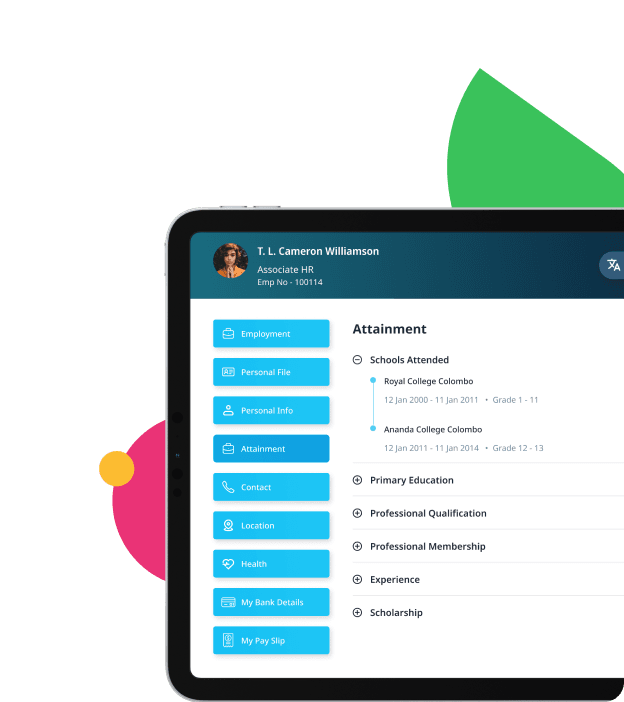 T. L. Cameron Williamson
Associate HR
Emp No - 100114
Employment
Personal File
Personal Info
Attainment
Contact
Location
Health
My Bank Details
My Pay Slip
Attainment
Schools Attended
Royal College Colombo
12 Jan 2000 - 11 Jan 2011 • Grade 1 - 11
Ananda College Colombo
12 Jan 2011 - 11 Jan 2014 • Grade 12 - 13
Primary Education
Professional Qualification
Professional Membership
Experience
Scholarship